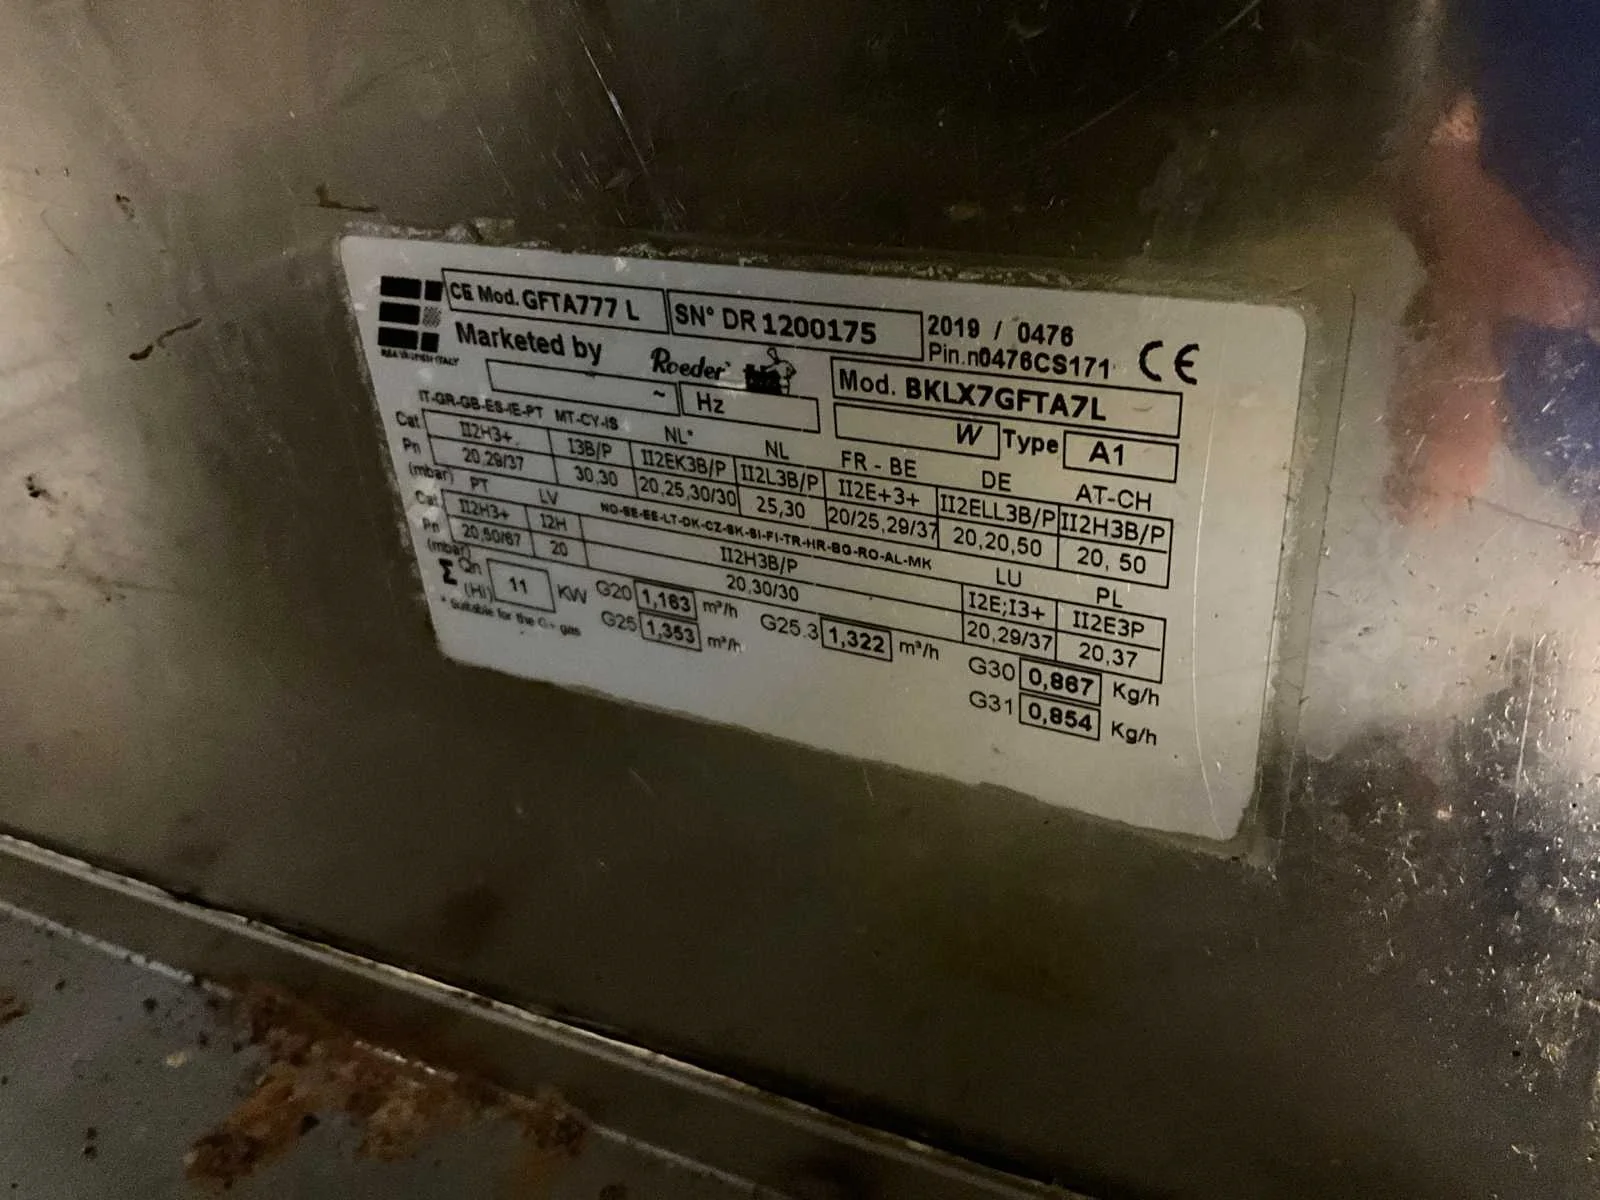 CE Mod. GFTA777 L
SN° DR 1200175
2019 / 0476
Pin.n0476CS171
CE
Marketed by Roeder
Mod. BKLX7GFTA7L
~ Hz
W Type A1
IT-GR-GB-ES-IE-PT MT-CY-IS NL* NL FR - BE DE AT-CH
Cat II2H3+ I3B/P II2EK3B/P II2L3B/P II2E+3+ II2ELL3B/P II2H3B/P
Pn (mbar) 20,29/37 30,30 20,25,30/30 25,30 20/25,29/37 20,20,50 20, 50
PT LV NO-SE-EE-LT-DK-CZ-SK-SI-FI-TR-HR-BG-RO-AL-MK LU PL
Cat II2H3+ I2H II2H3B/P I2E;I3+ II2E3P
Pn (mbar) 20,50/67 20 20,30/30 20,29/37 20,37
Σ Qn (Hi) 11 KW G20 1,163 m³/h
G25 1,353 m³/h G25.3 1,322 m³/h
G30 0,867 Kg/h
G31 0,854 Kg/h
* suitable for the G+ gas